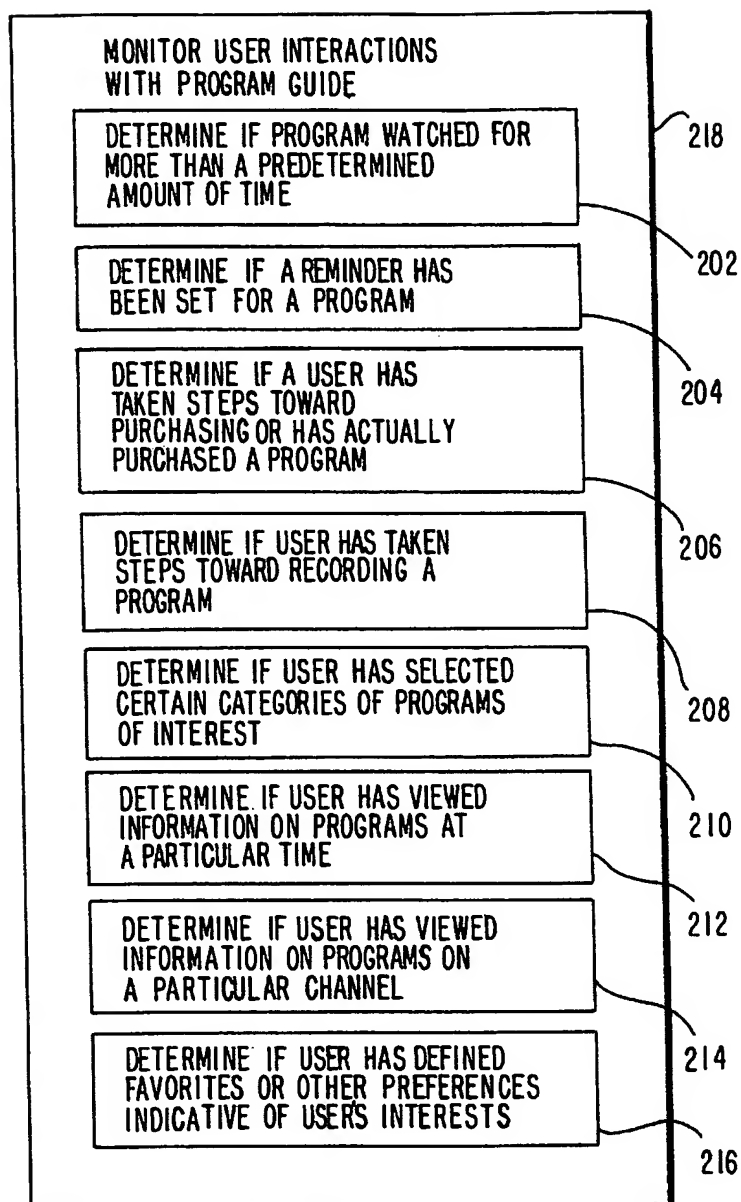 MONITOR USER INTERACTIONS
WITH PROGRAM GUIDE
218
DETERMINE IF PROGRAM WATCHED FOR
MORE THAN A PREDETERMINED
AMOUNT OF TIME
202
DETERMINE IF A REMINDER HAS
BEEN SET FOR A PROGRAM
204
DETERMINE IF A USER HAS
TAKEN STEPS TOWARD
PURCHASING OR HAS ACTUALLY
PURCHASED A PROGRAM
206
DETERMINE IF USER HAS TAKEN
STEPS TOWARD RECORDING A
PROGRAM
208
DETERMINE IF USER HAS SELECTED
CERTAIN CATEGORIES OF PROGRAMS
OF INTEREST
210
DETERMINE IF USER HAS VIEWED
INFORMATION ON PROGRAMS AT
A PARTICULAR TIME
212
DETERMINE IF USER HAS VIEWED
INFORMATION ON PROGRAMS ON
A PARTICULAR CHANNEL
214
DETERMINE IF USER HAS DEFINED
FAVORITES OR OTHER PREFERENCES
INDICATIVE OF USER'S INTERESTS
216